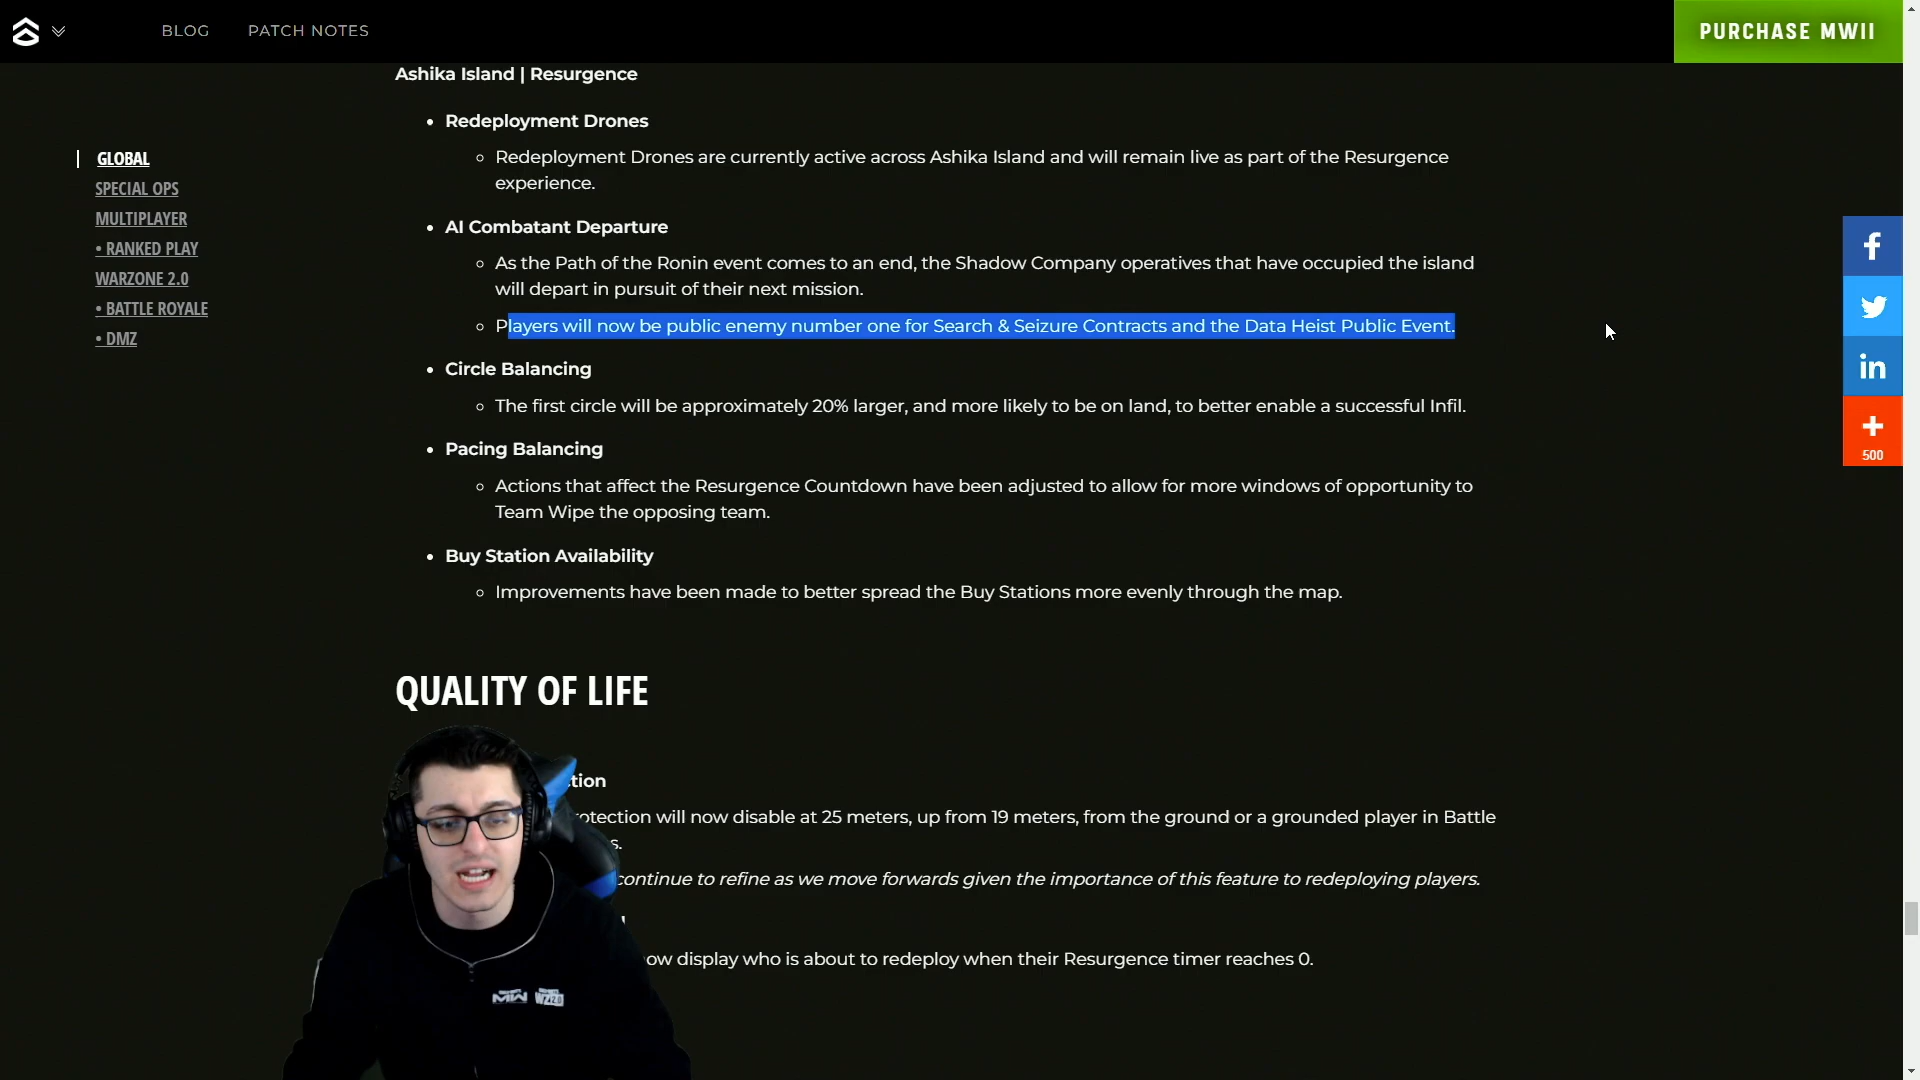 BLOG
PATCH NOTES
PURCHASE MWII
Ashika Island | Resurgence
GLOBAL
SPECIAL OPS
MULTIPLAYER
• RANKED PLAY
WARZONE 2.0
• BATTLE ROYALE
• DMZ
• Redeployment Drones
Redeployment Drones are currently active across Ashika Island and will remain live as part of the Resurgence
experience.
• AI Combatant Departure
As the Path of the Ronin event comes to an end, the Shadow Company operatives that have occupied the island
will depart in pursuit of their next mission.
Players will now be public enemy number one for Search & Seizure Contracts and the Data Heist Public Event.
• Circle Balancing
The first circle will be approximately 20% larger, and more likely to be on land, to better enable a successful Infil.
• Pacing Balancing
Actions that affect the Resurgence Countdown have been adjusted to allow for more windows of opportunity to
Team Wipe the opposing team.
• Buy Station Availability
Improvements have been made to better spread the Buy Stations more evenly through the map.
500
QUALITY OF LIFE
will now disable at 25 meters, up from 19 meters, from the ground or a grounded player in Battle
continue to refine as we move forwards given the importance of this feature to redeploying players.
display who is about to redeploy when their Resurgence timer reaches 0.
MW WZ2.0